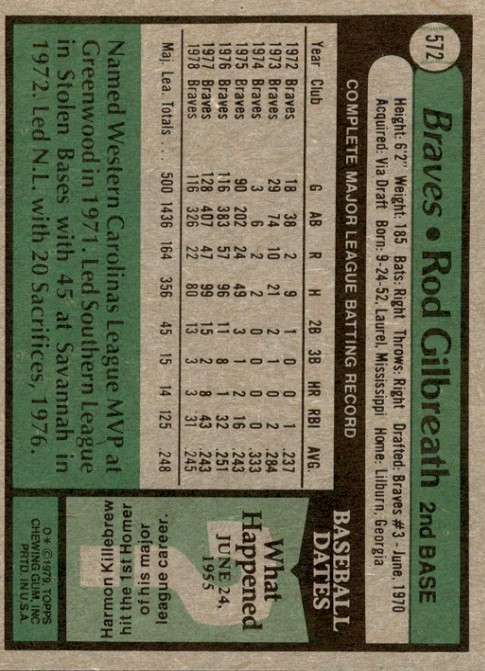 572
Braves • Rod Gilbreath 2nd BASE
Height: 6'2" Weight: 185 Bats: Right Throws: Right Drafted: Braves #3 - June, 1970
Acquired: Via Draft Born: 9-24-52, Laurel, Mississippi Home: Lilburn, Georgia
COMPLETE MAJOR LEAGUE BATTING RECORD
Year Club G AB R H 2B 3B HR RBI AVG.
1972 Braves 18 38 2 9 1 0 0 1 .237
1973 Braves 29 74 10 21 2 1 0 2 .284
1974 Braves 3 6 2 2 0 0 0 0 .333
1975 Braves 90 202 24 49 3 1 2 16 .243
1976 Braves 116 383 57 96 11 8 1 32 .251
1977 Braves 128 407 47 99 15 2 8 43 .243
1978 Braves 116 326 22 80 13 3 3 31 .245
Maj. Lea. Totals . . . 500 1436 164 356 45 15 14 125 .248
Named Western Carolinas League MVP at
Greenwood in 1971. Led Southern League
in Stolen Bases with 45 at Savannah in
1972. Led N.L. with 20 Sacrifices, 1976.
BASEBALL
DATES
What
Happened
JUNE 24,
1955
?
Harmon Killebrew
hit the 1st Homer
of his major
league career.
O* © 1979, TOPPS
CHEWING GUM, INC
PRTD. IN U.S.A.